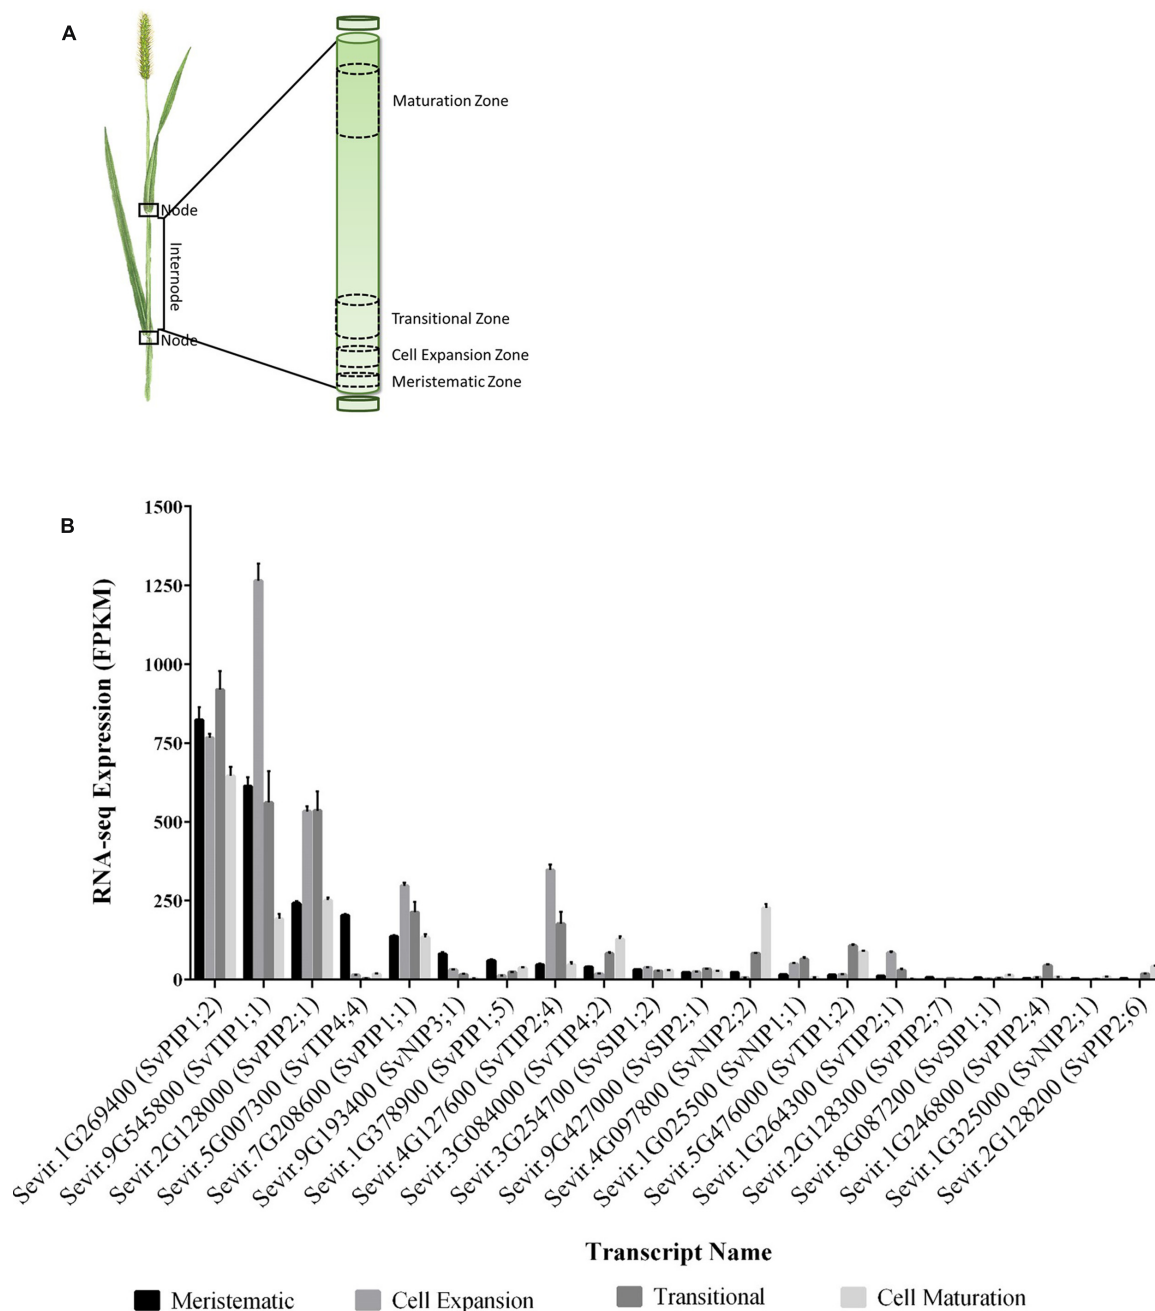 A
Maturation Zone
Node
Internode
Node
Transitional Zone
Cell Expansion Zone
Meristematic Zone
B
RNA-seq Expression (FPKM)
1500
1250
1000
750
500
250
0
Sevir.1G269400 (SvPIP1;2)
Sevir.9G545800 (SvTIP1;1)
Sevir.2G128000 (SvPIP2;1)
Sevir.5G007300 (SvTIP4;4)
Sevir.7G208600 (SvPIP1;1)
Sevir.9G193400 (SvNIP3;1)
Sevir.1G378900 (SvPIP1;5)
Sevir.4G127600 (SvTIP2;4)
Sevir.3G084000 (SvTIP4;2)
Sevir.3G254700 (SvSIP1;2)
Sevir.9G427000 (SvSIP2;1)
Sevir.4G097800 (SvNIP2;2)
Sevir.1G025500 (SvNIP1;1)
Sevir.5G476000 (SvTIP1;2)
Sevir.1G264300 (SvTIP2;1)
Sevir.2G128300 (SvPIP2;7)
Sevir.8G087200 (SvSIP1;1)
Sevir.1G246800 (SvPIP2;4)
Sevir.1G325000 (SvNIP2;1)
Sevir.2G128200 (SvPIP2;6)
Transcript Name
Meristematic
Cell Expansion
Transitional
Cell Maturation